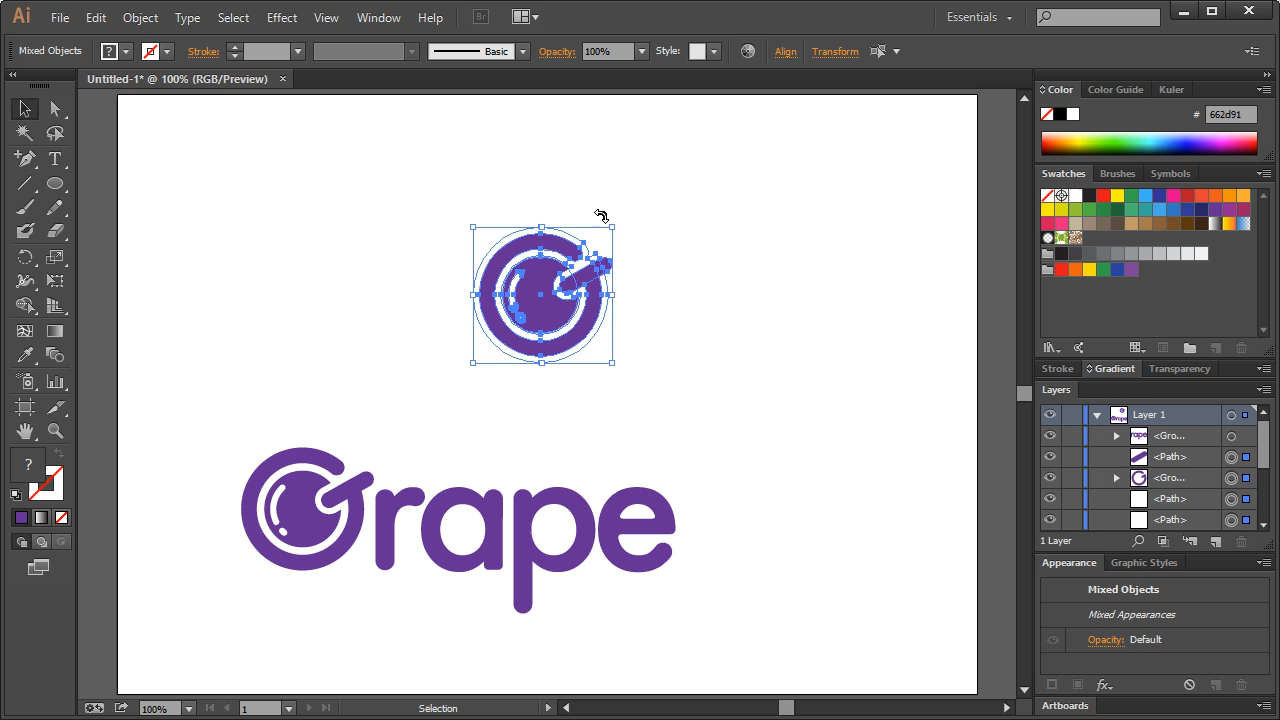 Ai File Edit Object Type Select Effect View Window Help Br Essentials
Mixed Objects ? Stroke: Basic Opacity: 100% Style: Align Transform
Untitled-1* @ 100% (RGB/Preview) ×
Color Color Guide Kuler
# 662d91
Swatches Brushes Symbols
Stroke Gradient Transparency
Layers
Layer 1
rape <Gro...
<Path>
<Gro...
<Path>
<Path>
1 Layer
Appearance Graphic Styles
Mixed Objects
Mixed Appearances
Opacity: Default
Artboards
T
?
Grape
100% 1 Selection